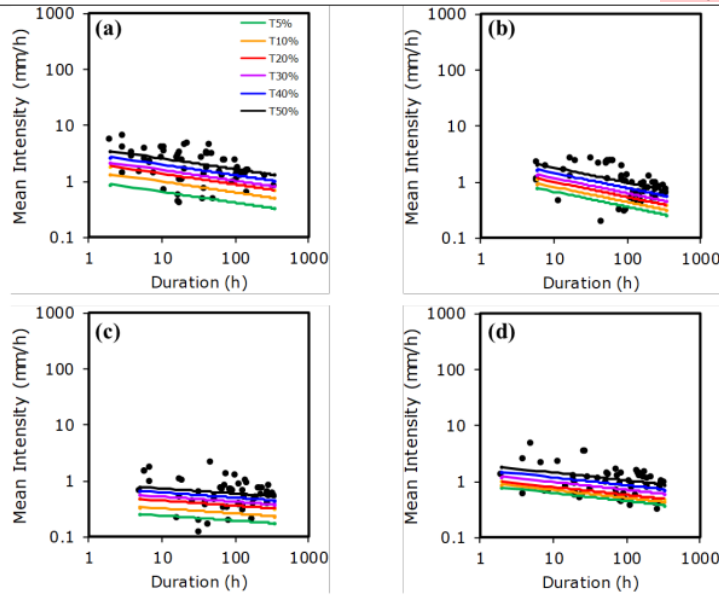 (a)
T5%
T10%
T20%
T30%
T40%
T50%
Mean Intensity (mm/h)
1000
100
10
1
0.1
1 10 100 1000
Duration (h)
(b)
Mean Intensity (mm/h)
1000
100
10
1
0.1
1 10 100 1000
Duration (h)
(c)
Mean Intensity (mm/h)
1000
100
10
1
0.1
1 10 100 1000
Duration (h)
(d)
Mean Intensity (mm/h)
1000
100
10
1
0.1
1 10 100 1000
Duration (h)